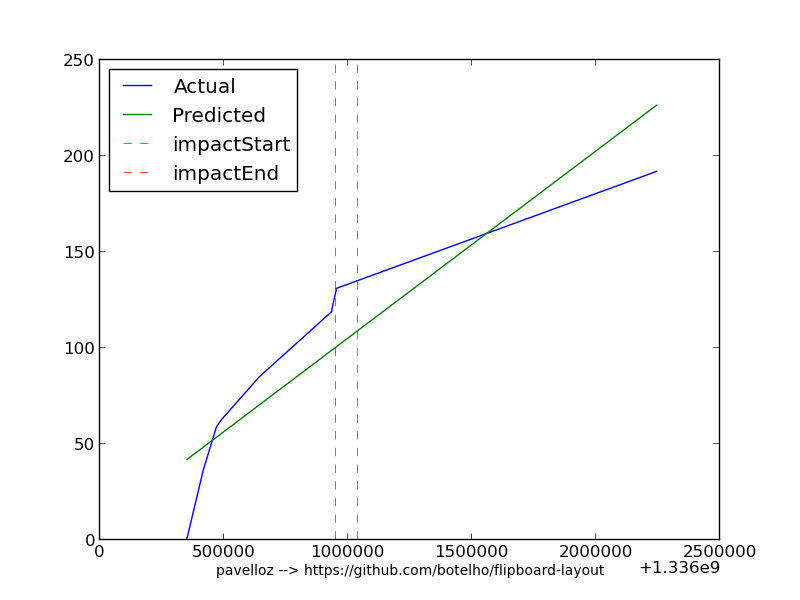 250
200
150
100
50
0
Actual
Predicted
impactStart
impactEnd
0 500000 1000000 1500000 2000000 2500000
+1.336e9
pavelloz --> https://github.com/botelho/flipboard-layout